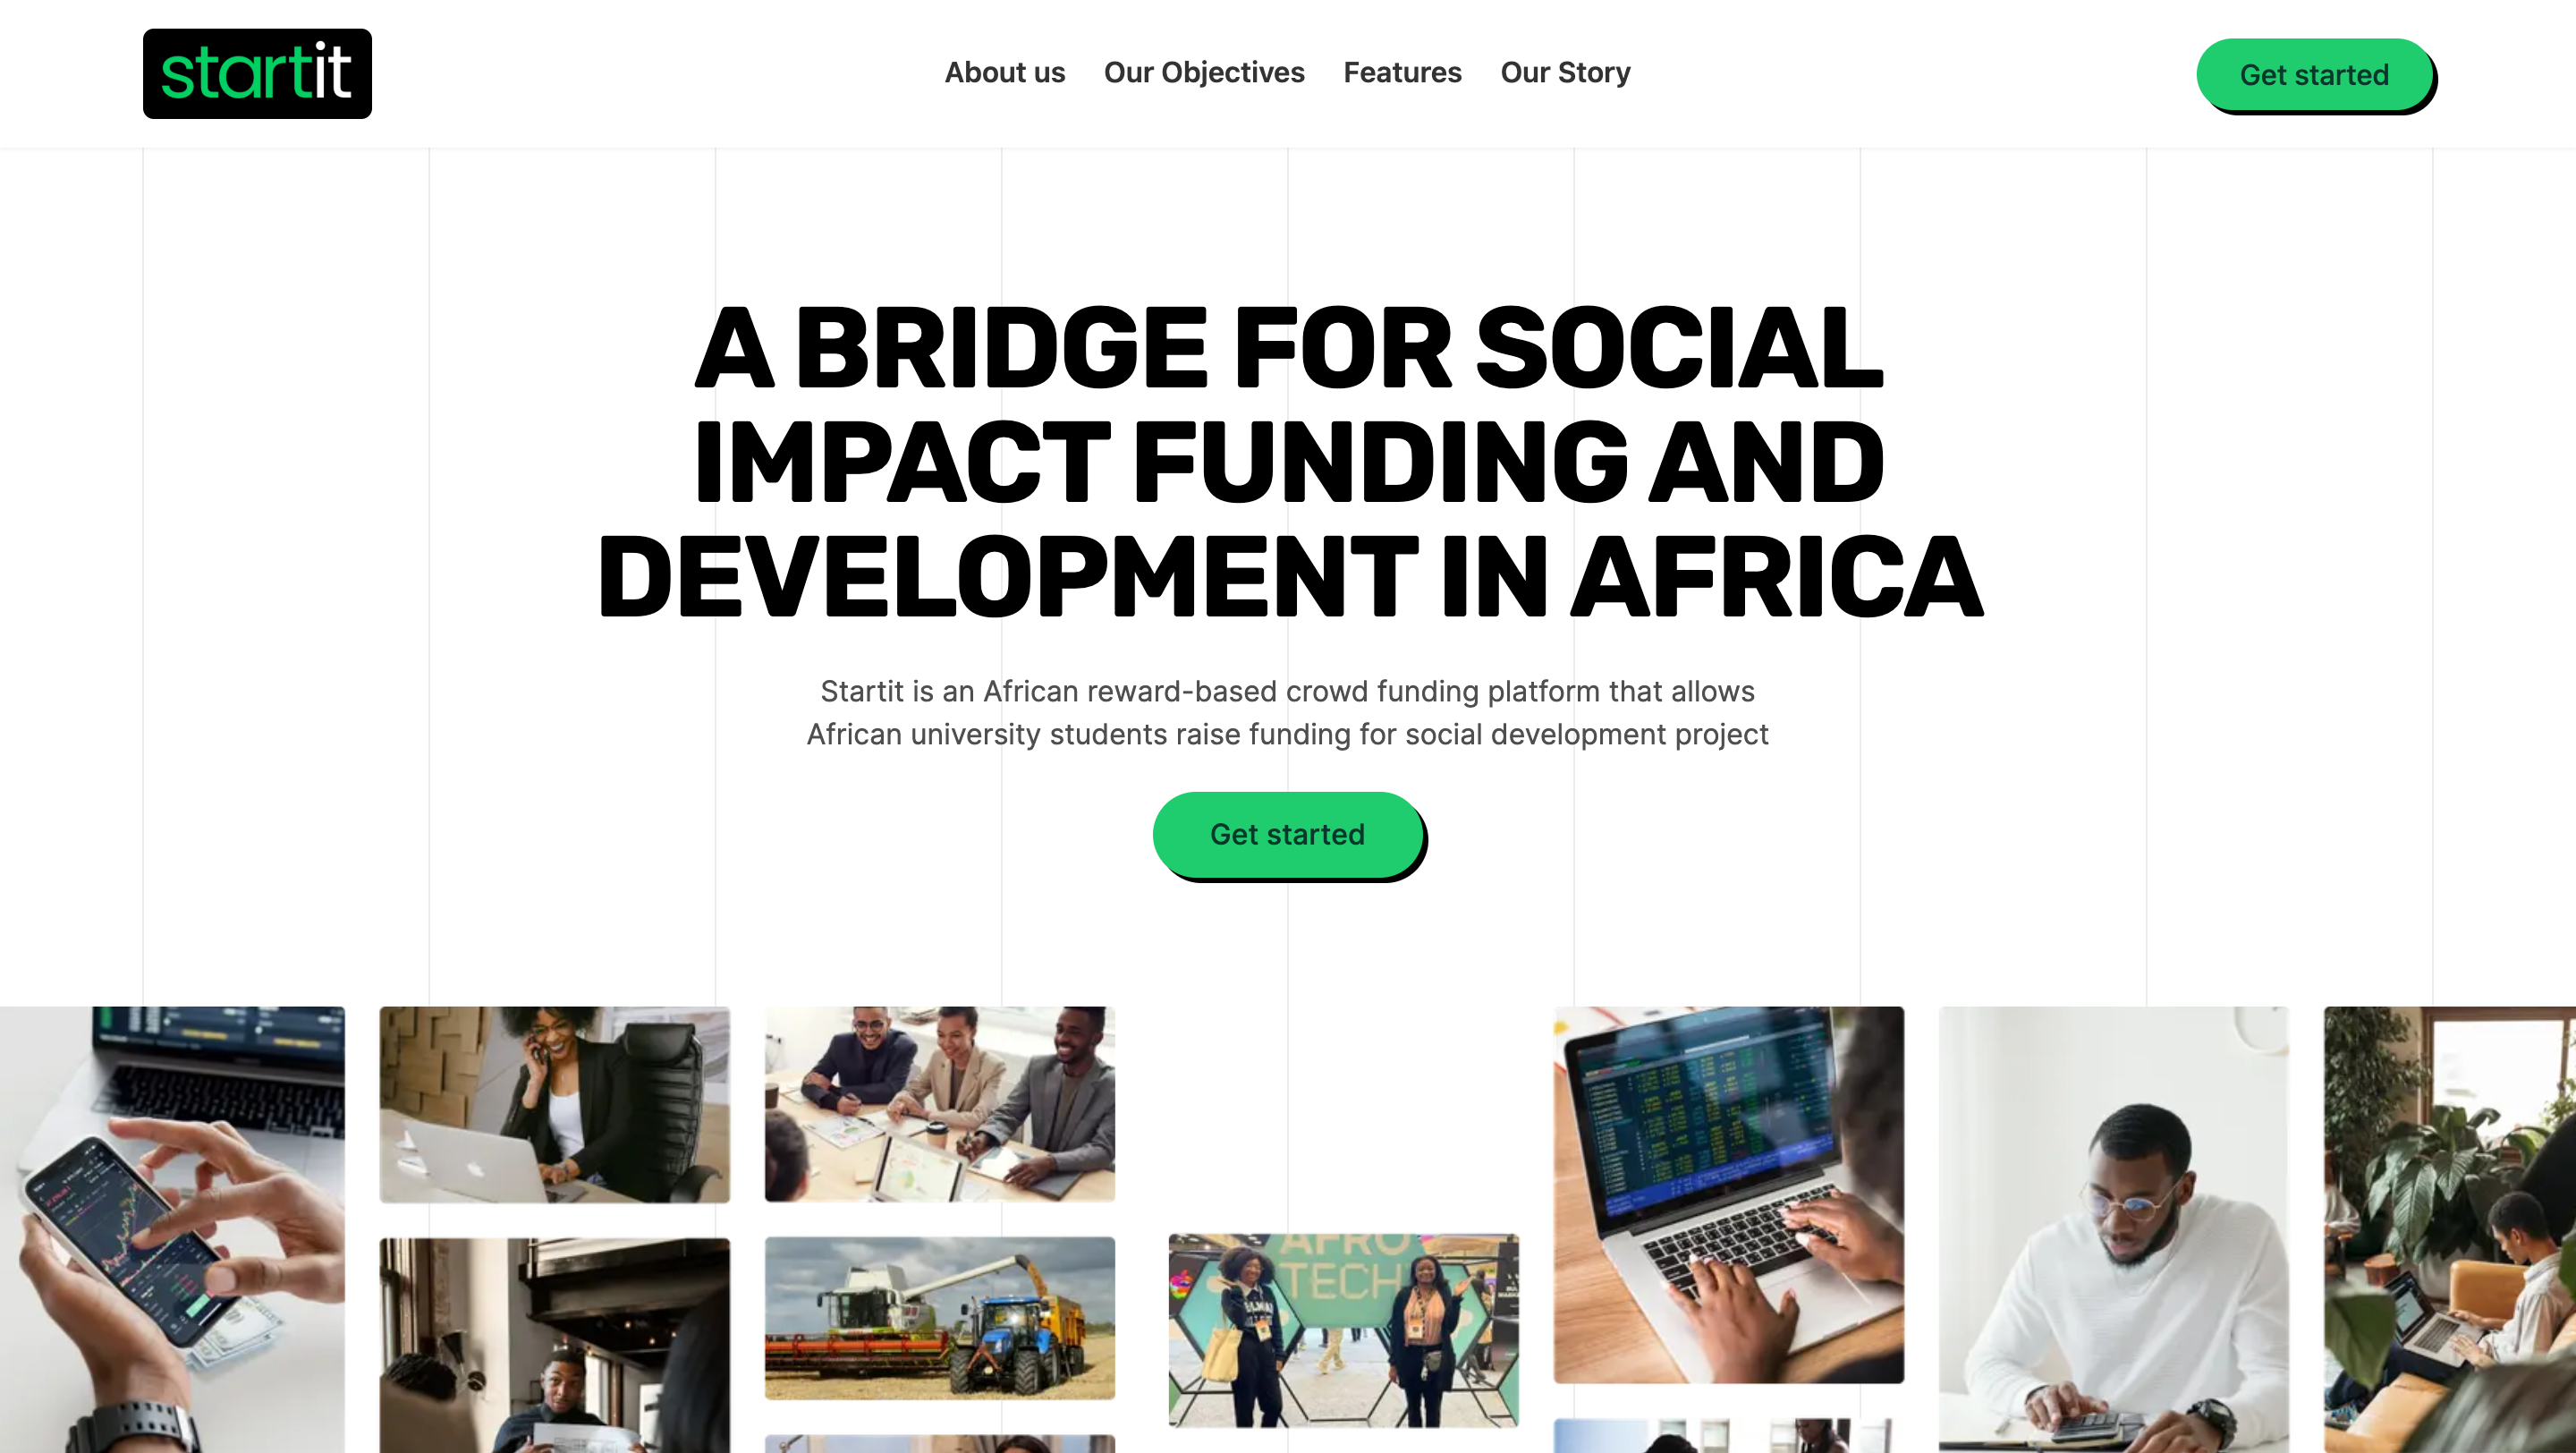 startit
About us
Our Objectives
Features
Our Story
Get started
A BRIDGE FOR SOCIAL
IMPACT FUNDING AND
DEVELOPMENT IN AFRICA
Startit is an African reward-based crowd funding platform that allows
African university students raise funding for social development project
Get started
AFRO
TECH